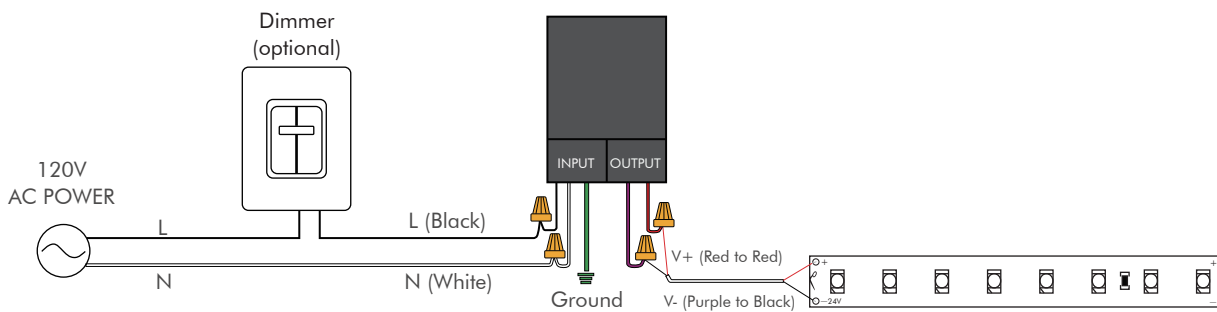 Dimmer
(optional)
120V
AC POWER
L
N
L (Black)
N (White)
INPUT
OUTPUT
Ground
V+ (Red to Red)
V- (Purple to Black)
+
—24V
+
—